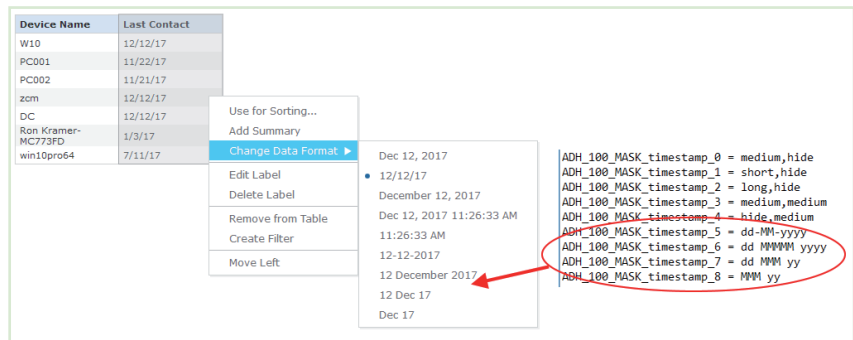 Device Name Last Contact
W10 12/12/17
PC001 11/22/17
PC002 11/21/17
zcm 12/12/17
DC 12/12/17
Ron Kramer-
MC773FD 1/3/17
win10pro64 7/11/17
Use for Sorting...
Add Summary
Change Data Format
Edit Label
Delete Label
Remove from Table
Create Filter
Move Left
Dec 12, 2017
12/12/17
December 12, 2017
Dec 12, 2017 11:26:33 AM
11:26:33 AM
12-12-2017
12 December 2017
12 Dec 17
Dec 17
ADH_100_MASK_timestamp_0 = medium,hide
ADH_100_MASK_timestamp_1 = short,hide
ADH_100_MASK_timestamp_2 = long,hide
ADH_100_MASK_timestamp_3 = medium,medium
ADH_100_MASK_timestamp_4 = hide,medium
ADH_100_MASK_timestamp_5 = dd-MM-yyyy
ADH_100_MASK_timestamp_6 = dd MMMMM yyyy
ADH_100_MASK_timestamp_7 = dd MMM yy
ADH_100_MASK_timestamp_8 = MMM yy